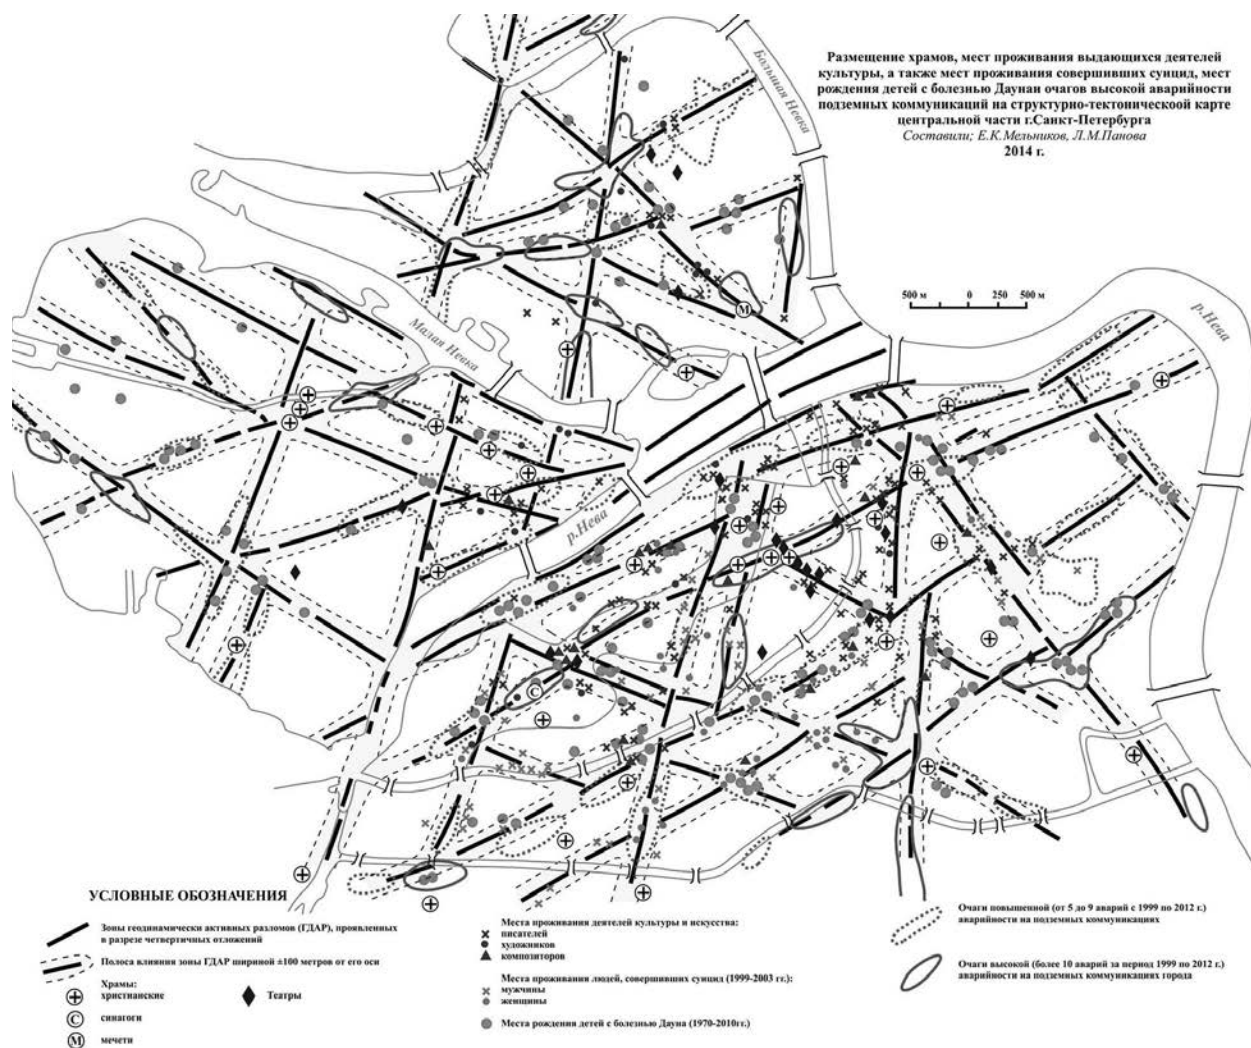 Размещение храмов, мест проживания выдающихся деятелей
культуры, а также мест проживания совершивших суицид, мест
рождения детей с болезнью Даунаи очагов высокой аварийности
подземных коммуникаций на структурно-тектоническоой карте
центральной части г.Санкт-Петербурга
Составили; Е.К.Мельников, Л.М.Панова
2014 г.
Большая Невка
500 м 0 250 500 м
р.Нева
Малая Невка
М
р.Нева
С
УСЛОВНЫЕ ОБОЗНАЧЕНИЯ
Зоны геодинамически активных разломов (ГДАР), проявленных
в разрезе четвертичных отложений
Полоса влияния зоны ГДАР шириной ±100 метров от его оси
Храмы:
христианские
С синагоги
М мечети
Театры
Места проживания деятелей культуры и искусства:
писателей
художников
композиторов
Места проживания людей, совершивших суицид (1999-2003 гг.):
мужчины
женщины
Места рождения детей с болезнью Дауна (1970-2010гг.)
Очаги повышенной (от 5 до 9 аварий с 1999 по 2012 г.)
аварийности на подземных коммуникациях
Очаги высокой (более 10 аварий за период 1999 по 2012 г.)
аварийности на подземных коммуникациях города